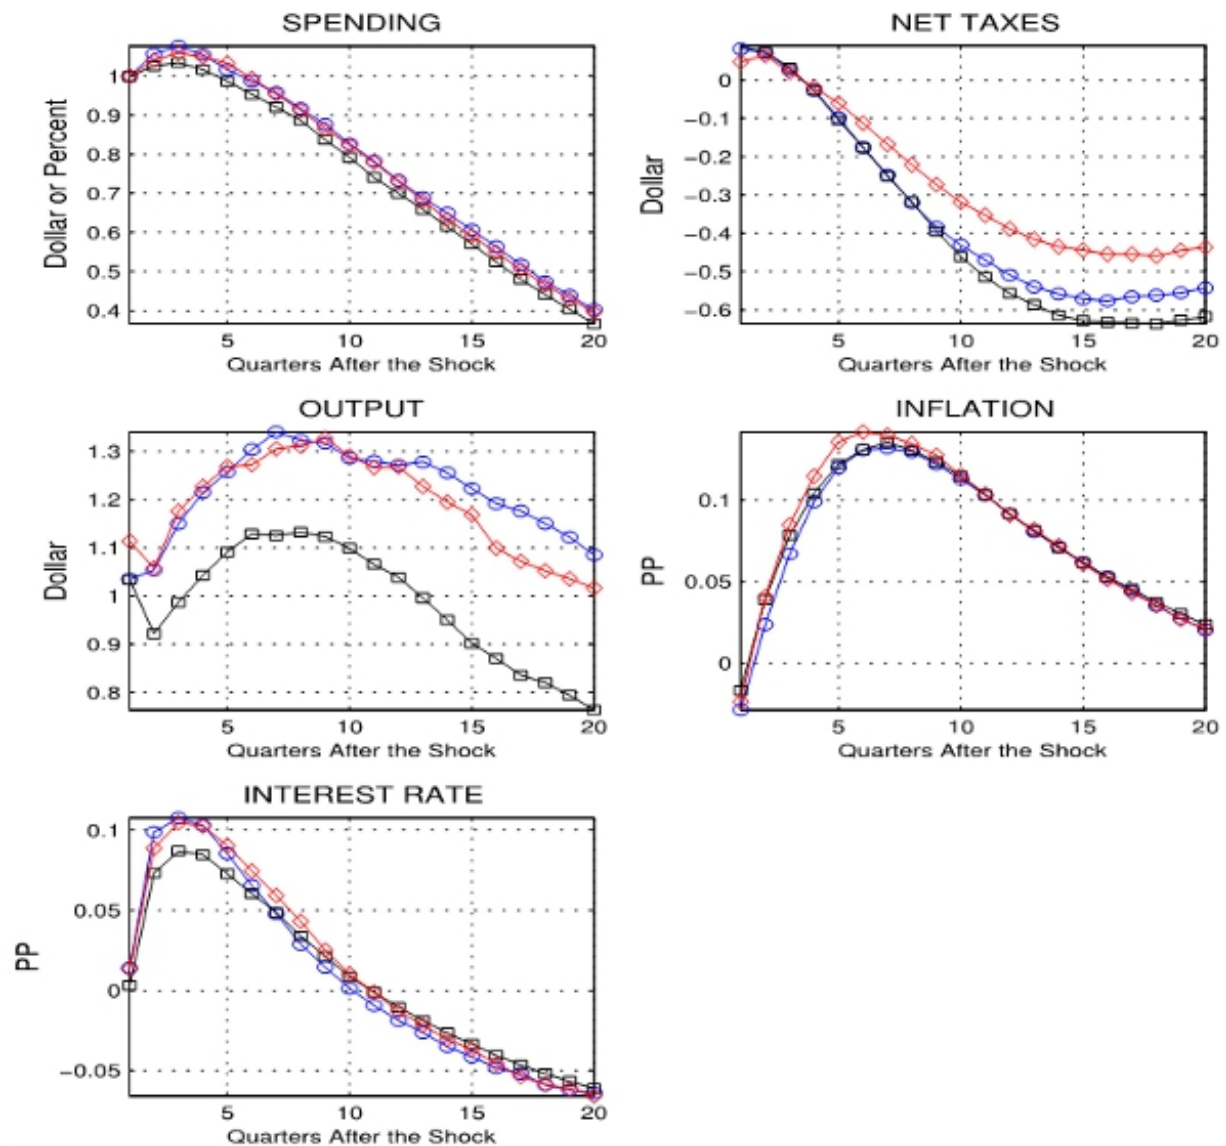 SPENDING
Dollar or Percent
1
0.9
0.8
0.7
0.6
0.5
0.4
5 10 15 20
Quarters After the Shock
NET TAXES
Dollar
0
−0.1
−0.2
−0.3
−0.4
−0.5
−0.6
5 10 15 20
Quarters After the Shock
OUTPUT
Dollar
1.3
1.2
1.1
1
0.9
0.8
5 10 15 20
Quarters After the Shock
INFLATION
PP
0.1
0.05
0
5 10 15 20
Quarters After the Shock
INTEREST RATE
PP
0.1
0.05
0
−0.05
5 10 15 20
Quarters After the Shock